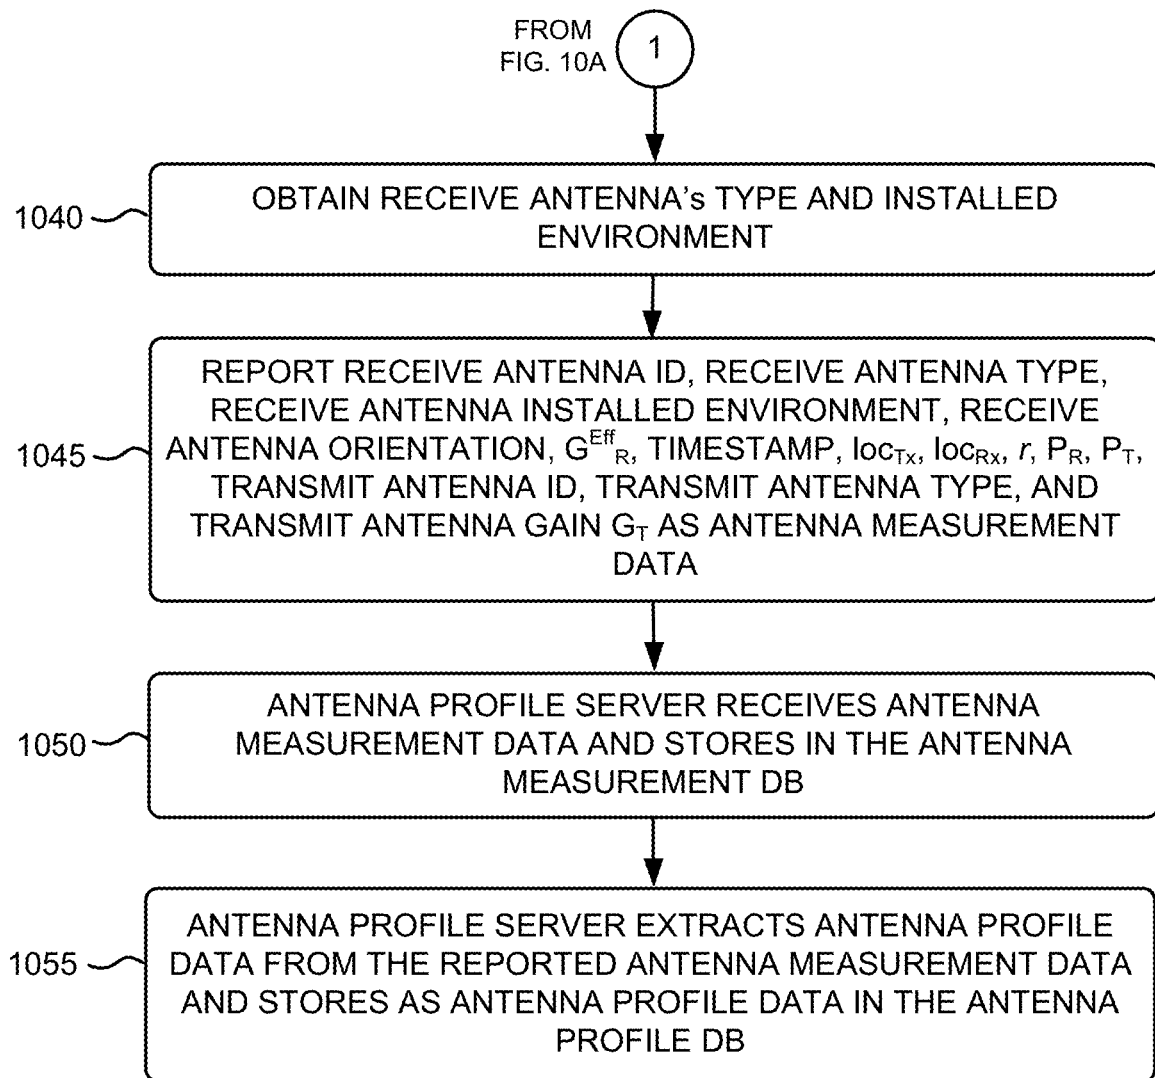 FROM
FIG. 10A
1
1040
OBTAIN RECEIVE ANTENNA's TYPE AND INSTALLED
ENVIRONMENT
1045
REPORT RECEIVE ANTENNA ID, RECEIVE ANTENNA TYPE,
RECEIVE ANTENNA INSTALLED ENVIRONMENT, RECEIVE
ANTENNA ORIENTATION, G^Eff_R, TIMESTAMP, loc_Tx, loc_Rx, r, P_R, P_T,
TRANSMIT ANTENNA ID, TRANSMIT ANTENNA TYPE, AND
TRANSMIT ANTENNA GAIN G_T AS ANTENNA MEASUREMENT
DATA
1050
ANTENNA PROFILE SERVER RECEIVES ANTENNA
MEASUREMENT DATA AND STORES IN THE ANTENNA
MEASUREMENT DB
1055
ANTENNA PROFILE SERVER EXTRACTS ANTENNA PROFILE
DATA FROM THE REPORTED ANTENNA MEASUREMENT DATA
AND STORES AS ANTENNA PROFILE DATA IN THE ANTENNA
PROFILE DB